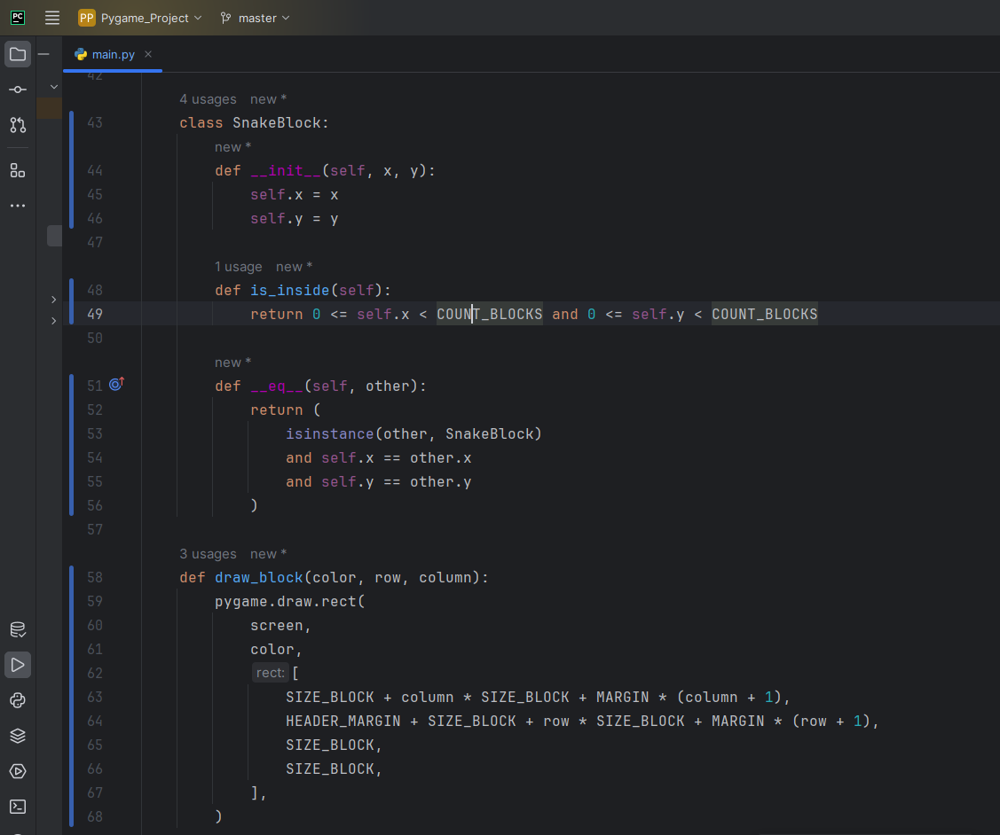 PC PP Pygame_Project master
main.py ×
42
4 usages new *
43 class SnakeBlock:
new *
44 def __init__(self, x, y):
45 self.x = x
46 self.y = y
47
1 usage new *
48 def is_inside(self):
49 return 0 <= self.x < COUNT_BLOCKS and 0 <= self.y < COUNT_BLOCKS
50
new *
51 def __eq__(self, other):
52 return (
53 isinstance(other, SnakeBlock)
54 and self.x == other.x
55 and self.y == other.y
56 )
57
3 usages new *
58 def draw_block(color, row, column):
59 pygame.draw.rect(
60 screen,
61 color,
62 rect: [
63 SIZE_BLOCK + column * SIZE_BLOCK + MARGIN * (column + 1),
64 HEADER_MARGIN + SIZE_BLOCK + row * SIZE_BLOCK + MARGIN * (row + 1),
65 SIZE_BLOCK,
66 SIZE_BLOCK,
67 ],
68 )